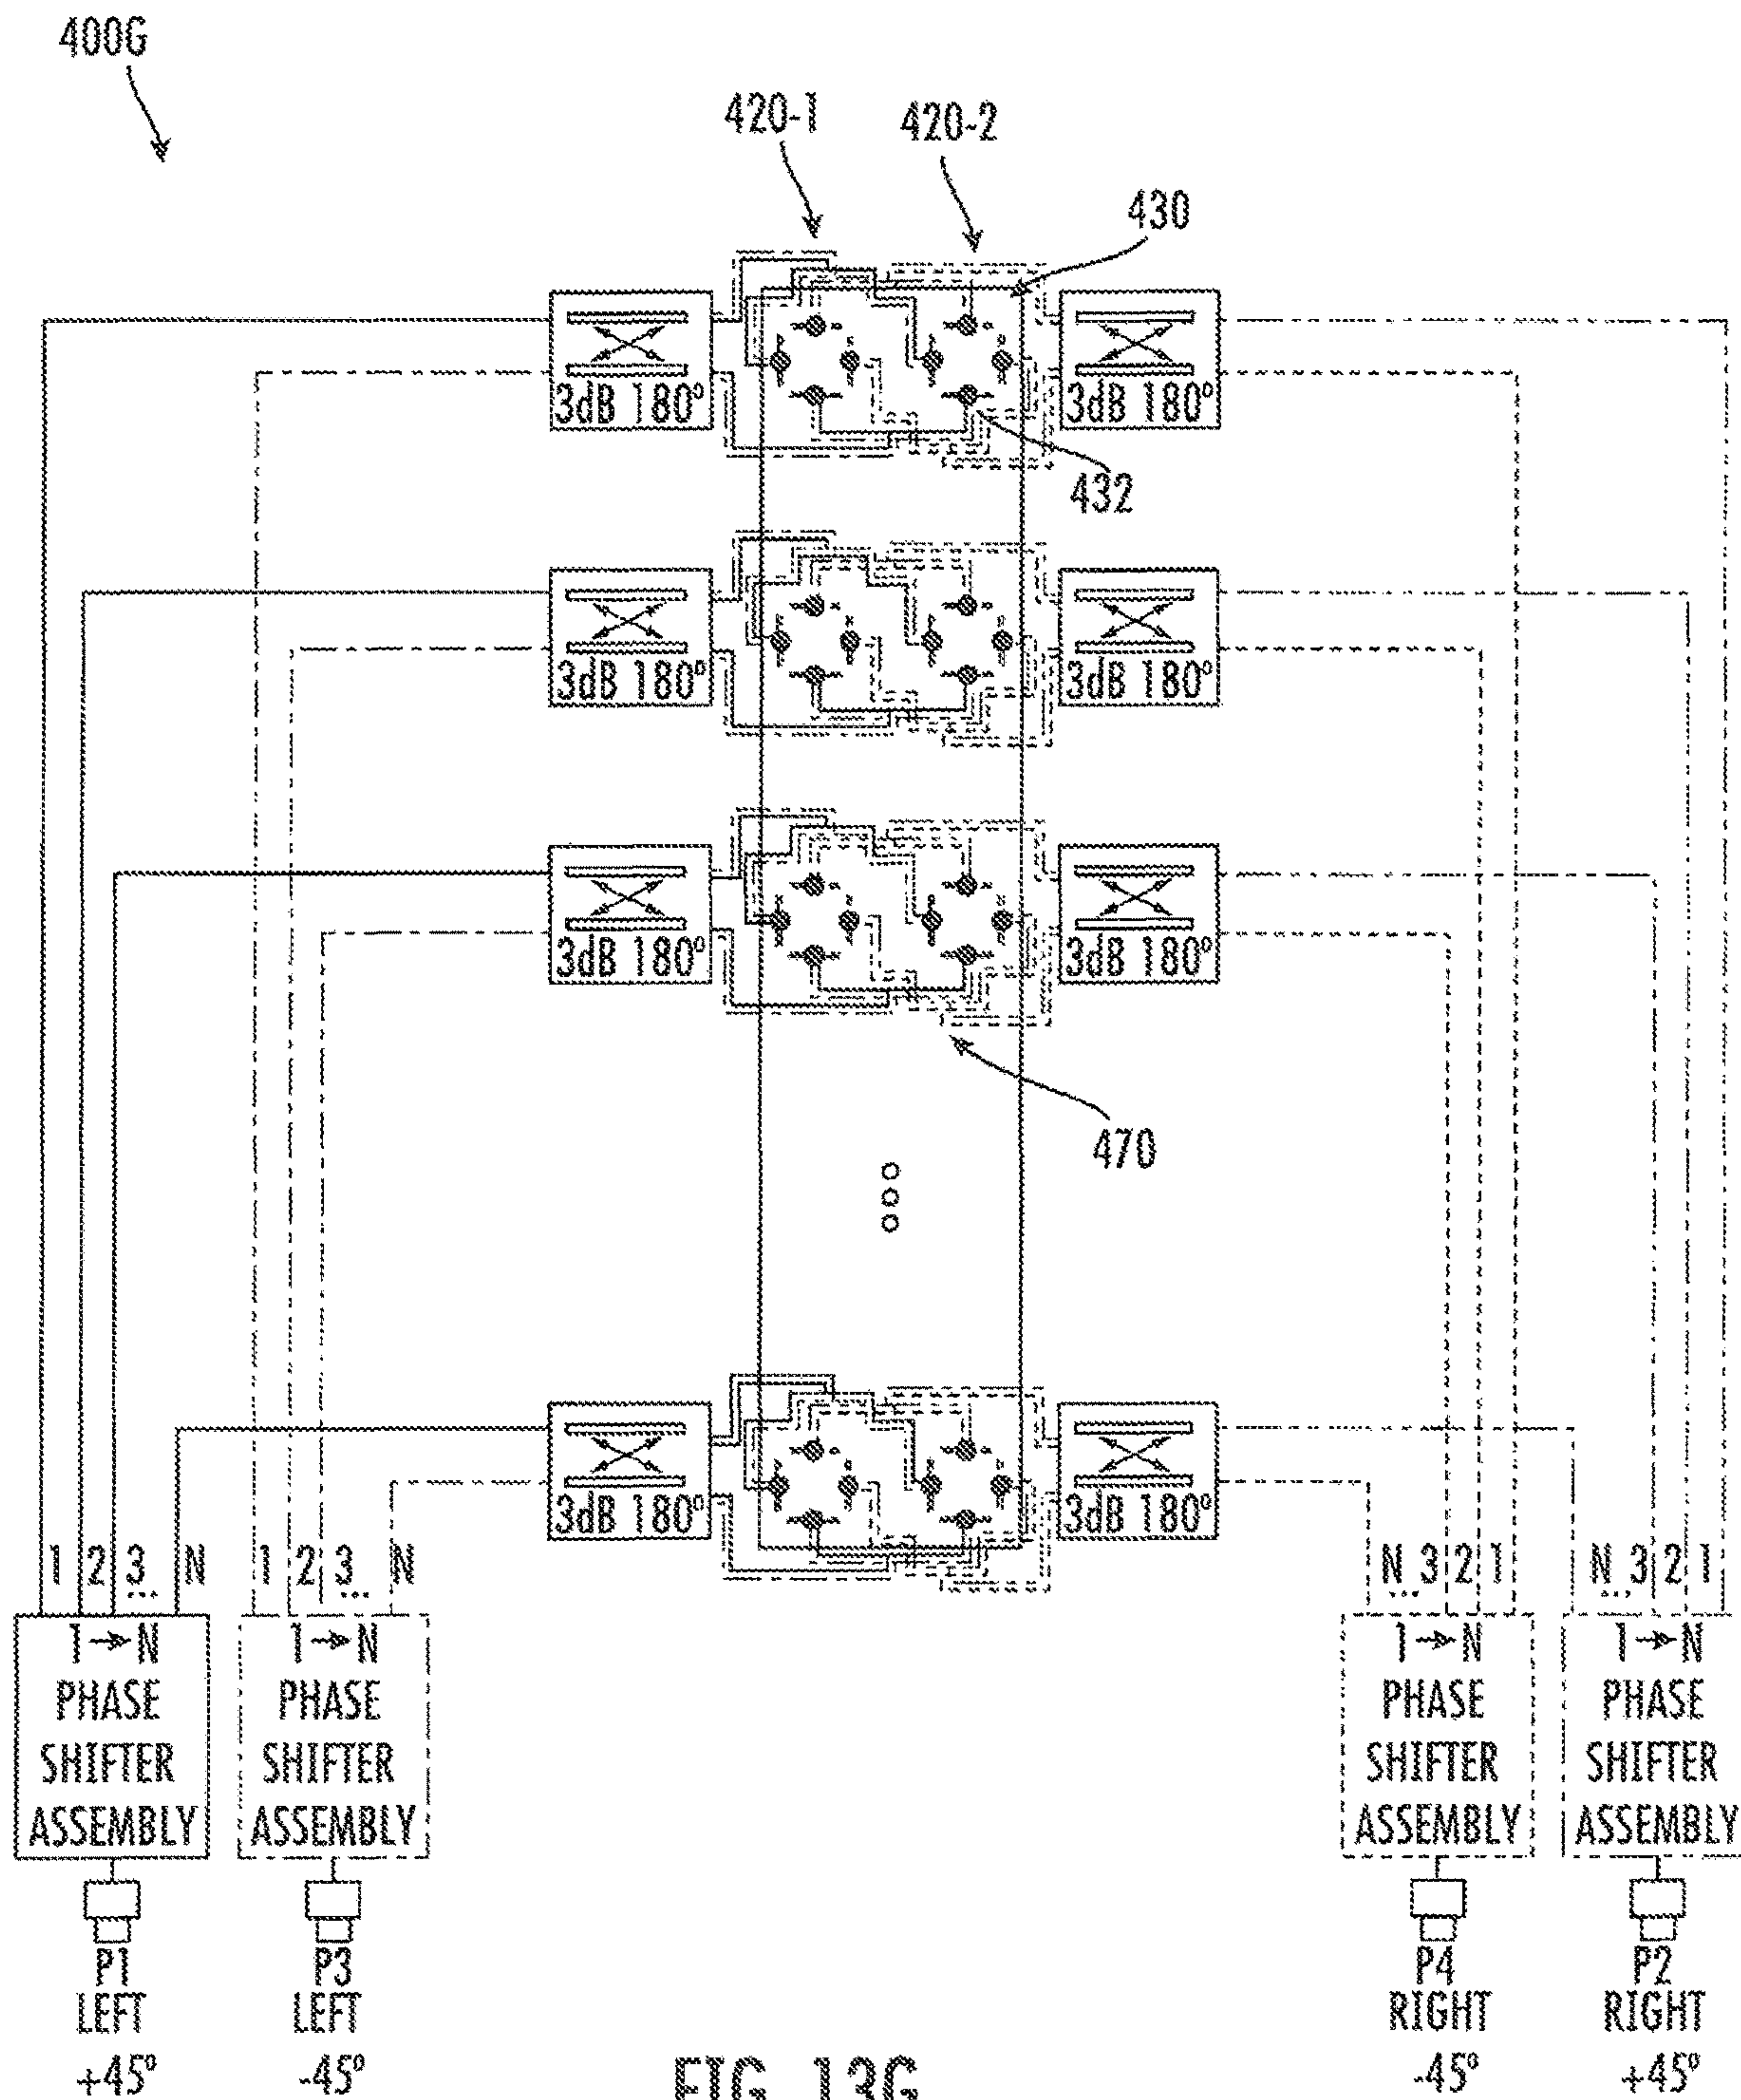 400G
420-1
420-2
430
3dB 180°
3dB 180°
432
3dB 180°
3dB 180°
3dB 180°
3dB 180°
470
3dB 180°
3dB 180°
1 2 3 ... N
1 2 3 ... N
N ... 3 2 1
N ... 3 2 1
1→N
PHASE
SHIFTER
ASSEMBLY
1→N
PHASE
SHIFTER
ASSEMBLY
1→N
PHASE
SHIFTER
ASSEMBLY
1→N
PHASE
SHIFTER
ASSEMBLY
P1
LEFT
+45°
P3
LEFT
-45°
P4
RIGHT
-45°
P2
RIGHT
+45°
FIG. 13G